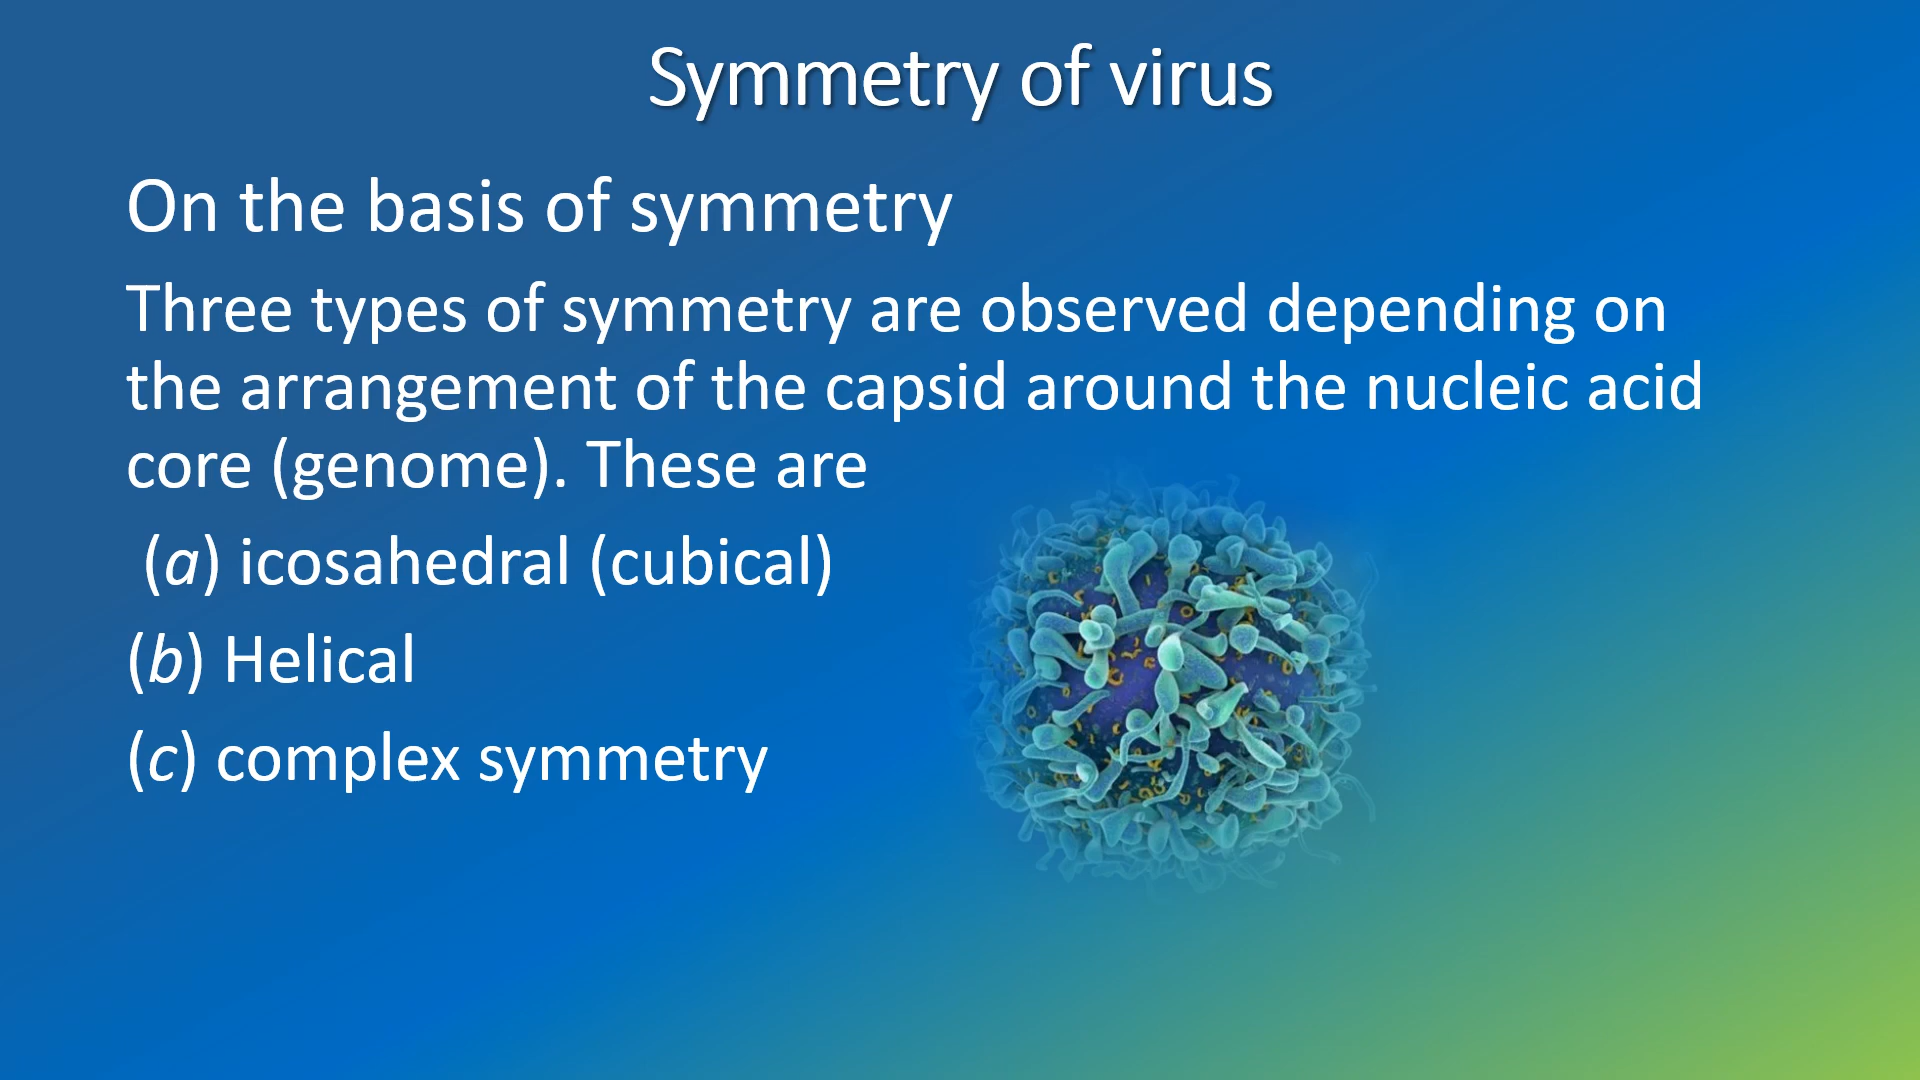 Symmetry of virus
On the basis of symmetry
Three types of symmetry are observed depending on
the arrangement of the capsid around the nucleic acid
core (genome). These are
(a) icosahedral (cubical)
(b) Helical
(c) complex symmetry